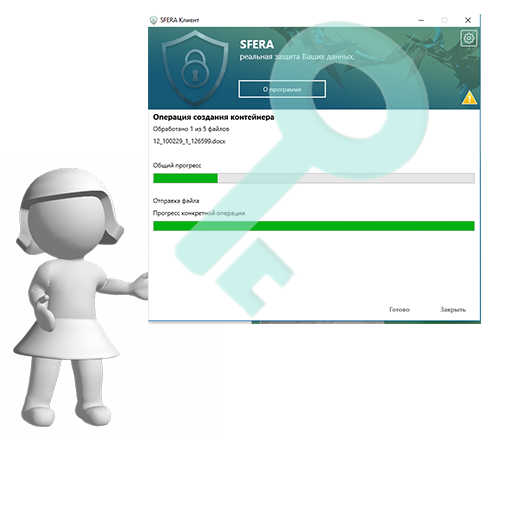 SFERA Клиент
SFERA
реальная защита Ваших данных.
О программе
Операция создания контейнера
Обработано 1 из 5 файлов
12_100229_1_126599.docx
Общий прогресс
Отправка файла
Прогресс конкретной операции
Готово Закрыть